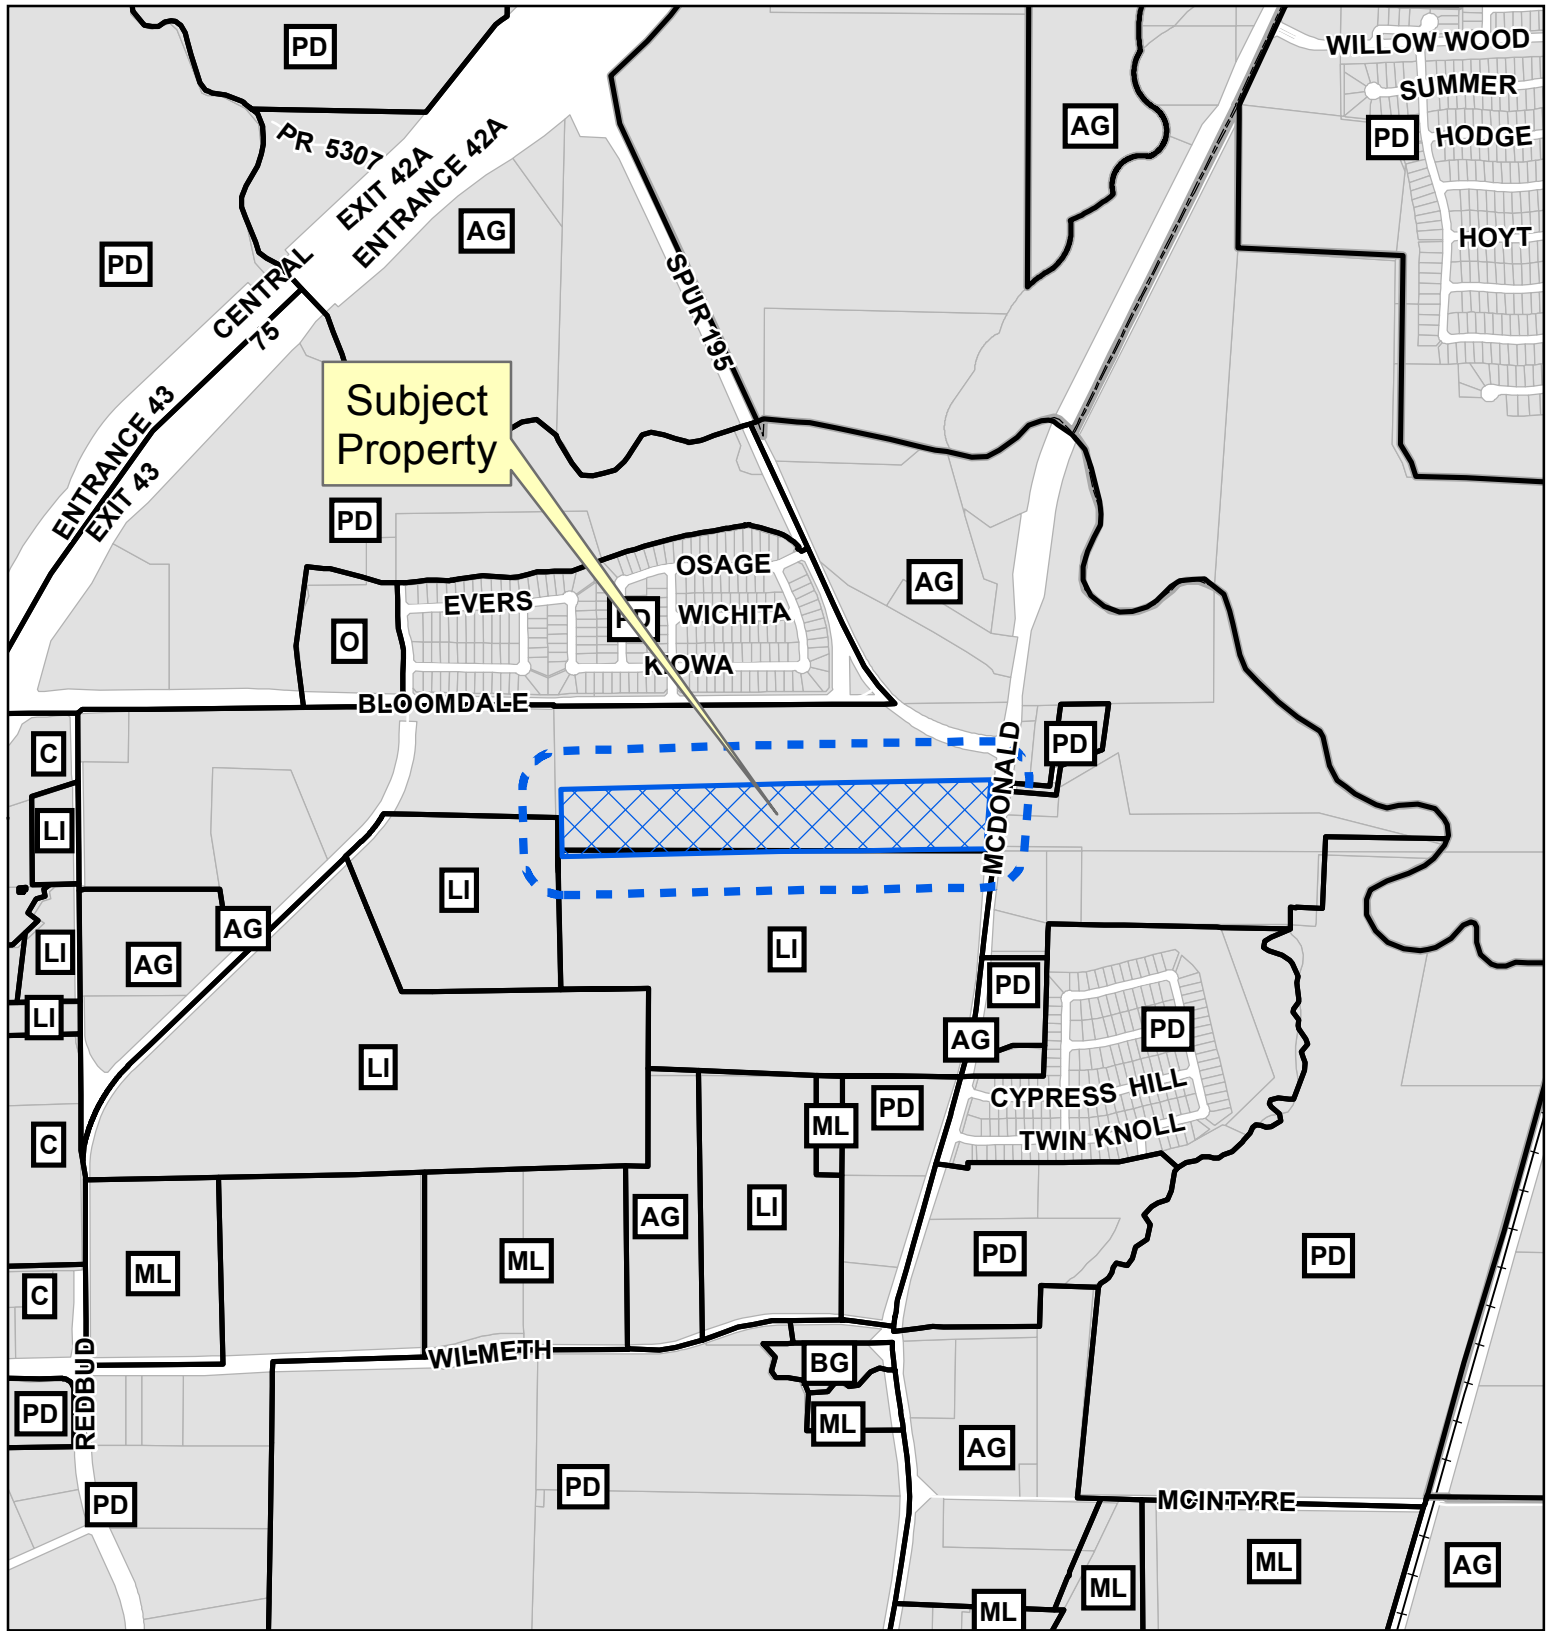 PD
WILLOW WOOD
SUMMER
AG
PD
HODGE
PR 5307
EXIT 42A
ENTRANCE 42A
AG
HOYT
PD
CENTRAL
75
SPUR 195
Subject
Property
ENTRANCE 43
EXIT 43
PD
OSAGE
AG
EVERS
PD
WICHITA
O
KIOWA
BLOOMDALE
C
PD
MCDONALD
LI
LI
AG
LI
AG
LI
PD
LI
PD
AG
LI
CYPRESS HILL
PD
ML
TWIN KNOLL
C
LI
AG
PD
PD
ML
ML
C
WILMETH
BG
REDBUD
PD
ML
AG
PD
PD
MCINTYRE
ML
AG
ML
ML